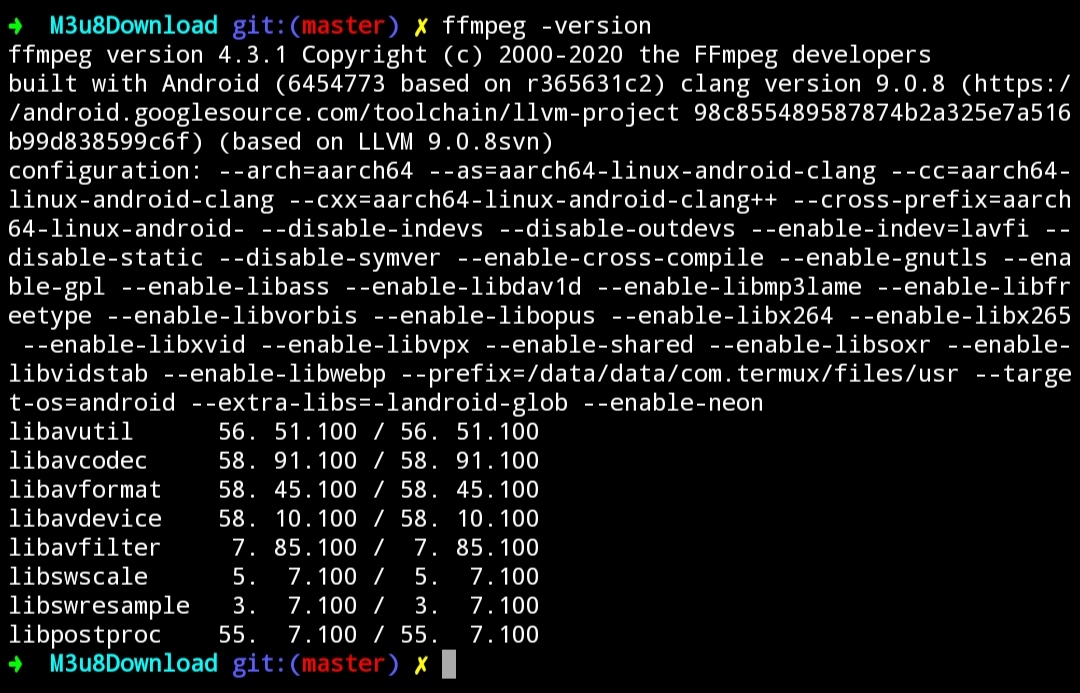 ➜  M3u8Download git:(master) ✗ ffmpeg -version
ffmpeg version 4.3.1 Copyright (c) 2000-2020 the FFmpeg developers
built with Android (6454773 based on r365631c2) clang version 9.0.8 (https:/
/android.googlesource.com/toolchain/llvm-project 98c855489587874b2a325e7a516
b99d838599c6f) (based on LLVM 9.0.8svn)
configuration: --arch=aarch64 --as=aarch64-linux-android-clang --cc=aarch64-
linux-android-clang --cxx=aarch64-linux-android-clang++ --cross-prefix=aarch
64-linux-android- --disable-indevs --disable-outdevs --enable-indev=lavfi --
disable-static --disable-symver --enable-cross-compile --enable-gnutls --ena
ble-gpl --enable-libass --enable-libdav1d --enable-libmp3lame --enable-libfr
eetype --enable-libvorbis --enable-libopus --enable-libx264 --enable-libx265
 --enable-libxvid --enable-libvpx --enable-shared --enable-libsoxr --enable-
libvidstab --enable-libwebp --prefix=/data/data/com.termux/files/usr --targe
t-os=android --extra-libs=-landroid-glob --enable-neon
libavutil      56. 51.100 / 56. 51.100
libavcodec     58. 91.100 / 58. 91.100
libavformat    58. 45.100 / 58. 45.100
libavdevice    58. 10.100 / 58. 10.100
libavfilter     7. 85.100 /  7. 85.100
libswscale      5.  7.100 /  5.  7.100
libswresample   3.  7.100 /  3.  7.100
libpostproc    55.  7.100 / 55.  7.100
➜  M3u8Download git:(master) ✗